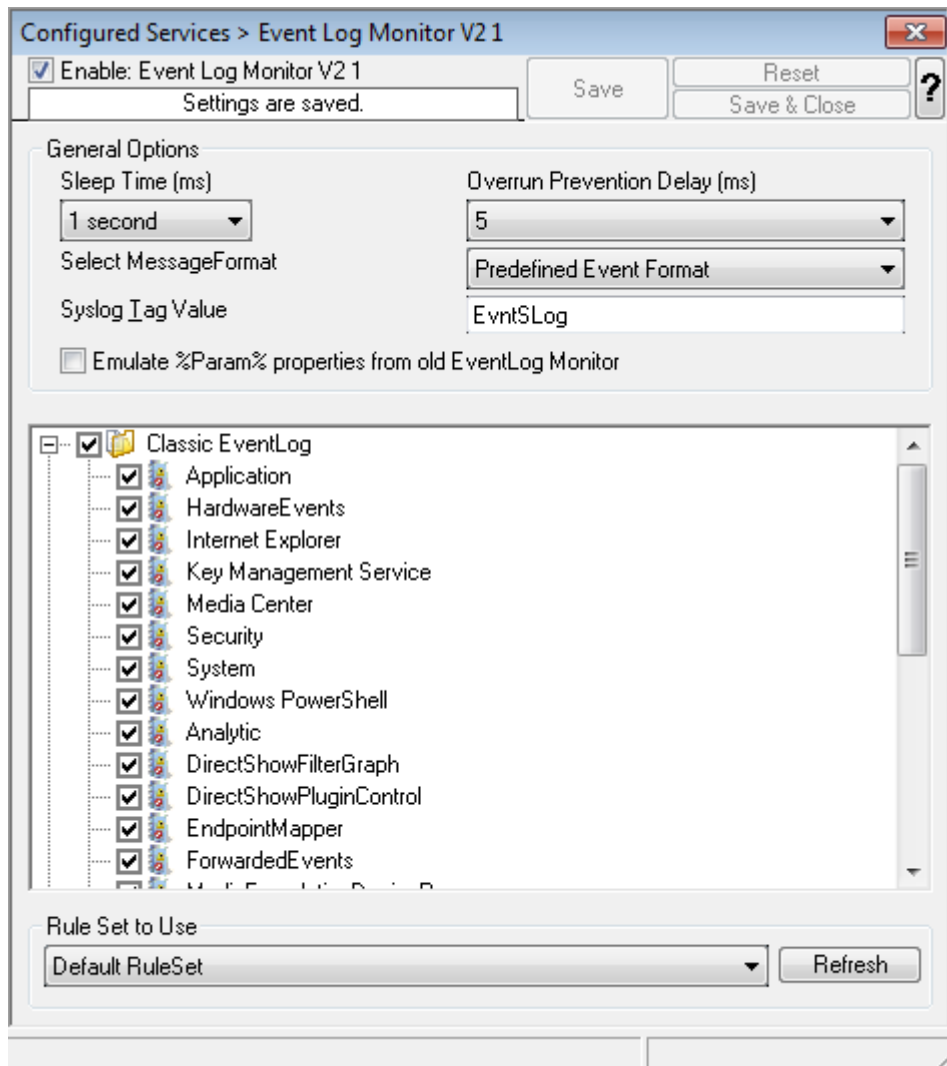 Configured Services > Event Log Monitor V2 1
Enable: Event Log Monitor V2 1
Settings are saved.
Save
Reset
Save & Close
?
General Options
Sleep Time (ms)
Overrun Prevention Delay (ms)
1 second
5
Select MessageFormat
Predefined Event Format
Syslog Tag Value
EvntSLog
Emulate %Param% properties from old EventLog Monitor
Classic EventLog
Application
HardwareEvents
Internet Explorer
Key Management Service
Media Center
Security
System
Windows PowerShell
Analytic
DirectShowFilterGraph
DirectShowPluginControl
EndpointMapper
ForwardedEvents
Rule Set to Use
Default RuleSet
Refresh